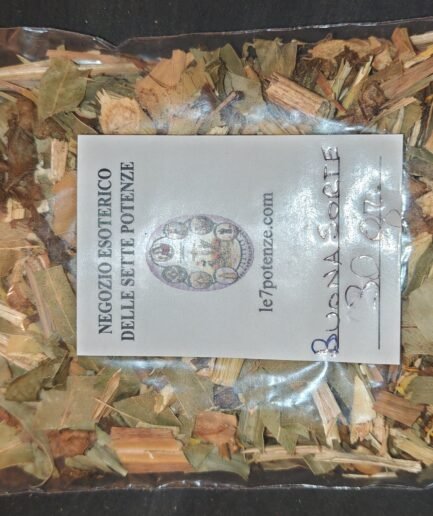 NEGOZIO ESOTERICO
DELLE SETTE POTENZE
le7potenze.com
BUONA SORTE
30 gr.